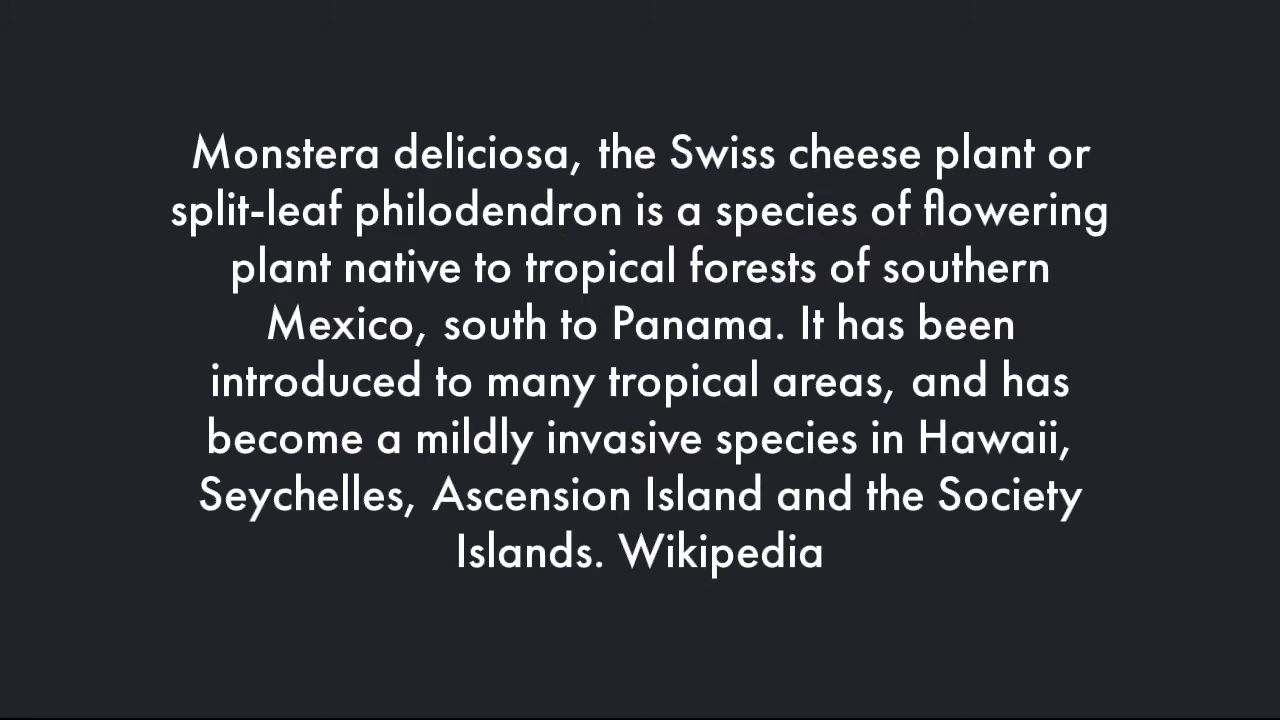 Monstera deliciosa, the Swiss cheese plant or
split-leaf philodendron is a species of flowering
plant native to tropical forests of southern
Mexico, south to Panama. It has been
introduced to many tropical areas, and has
become a mildly invasive species in Hawaii,
Seychelles, Ascension Island and the Society
Islands. Wikipedia